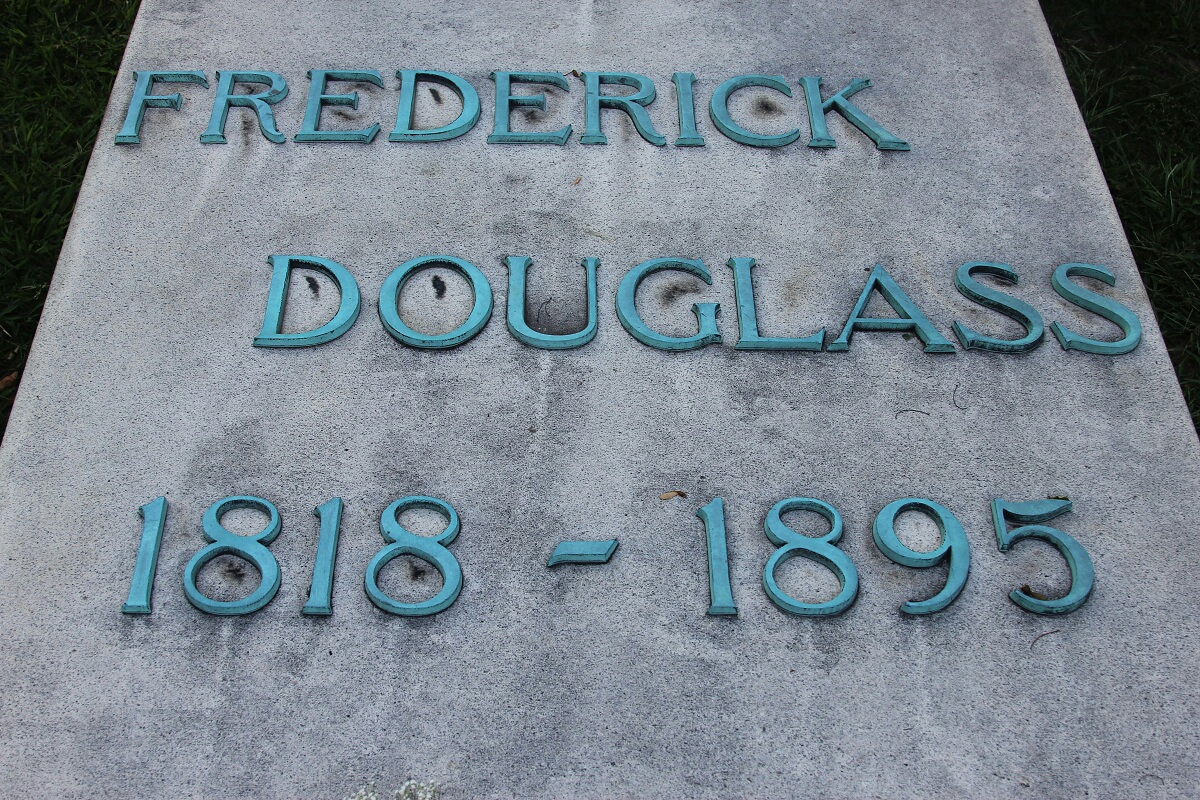 FREDERICK
DOUGLASS
1818 - 1895